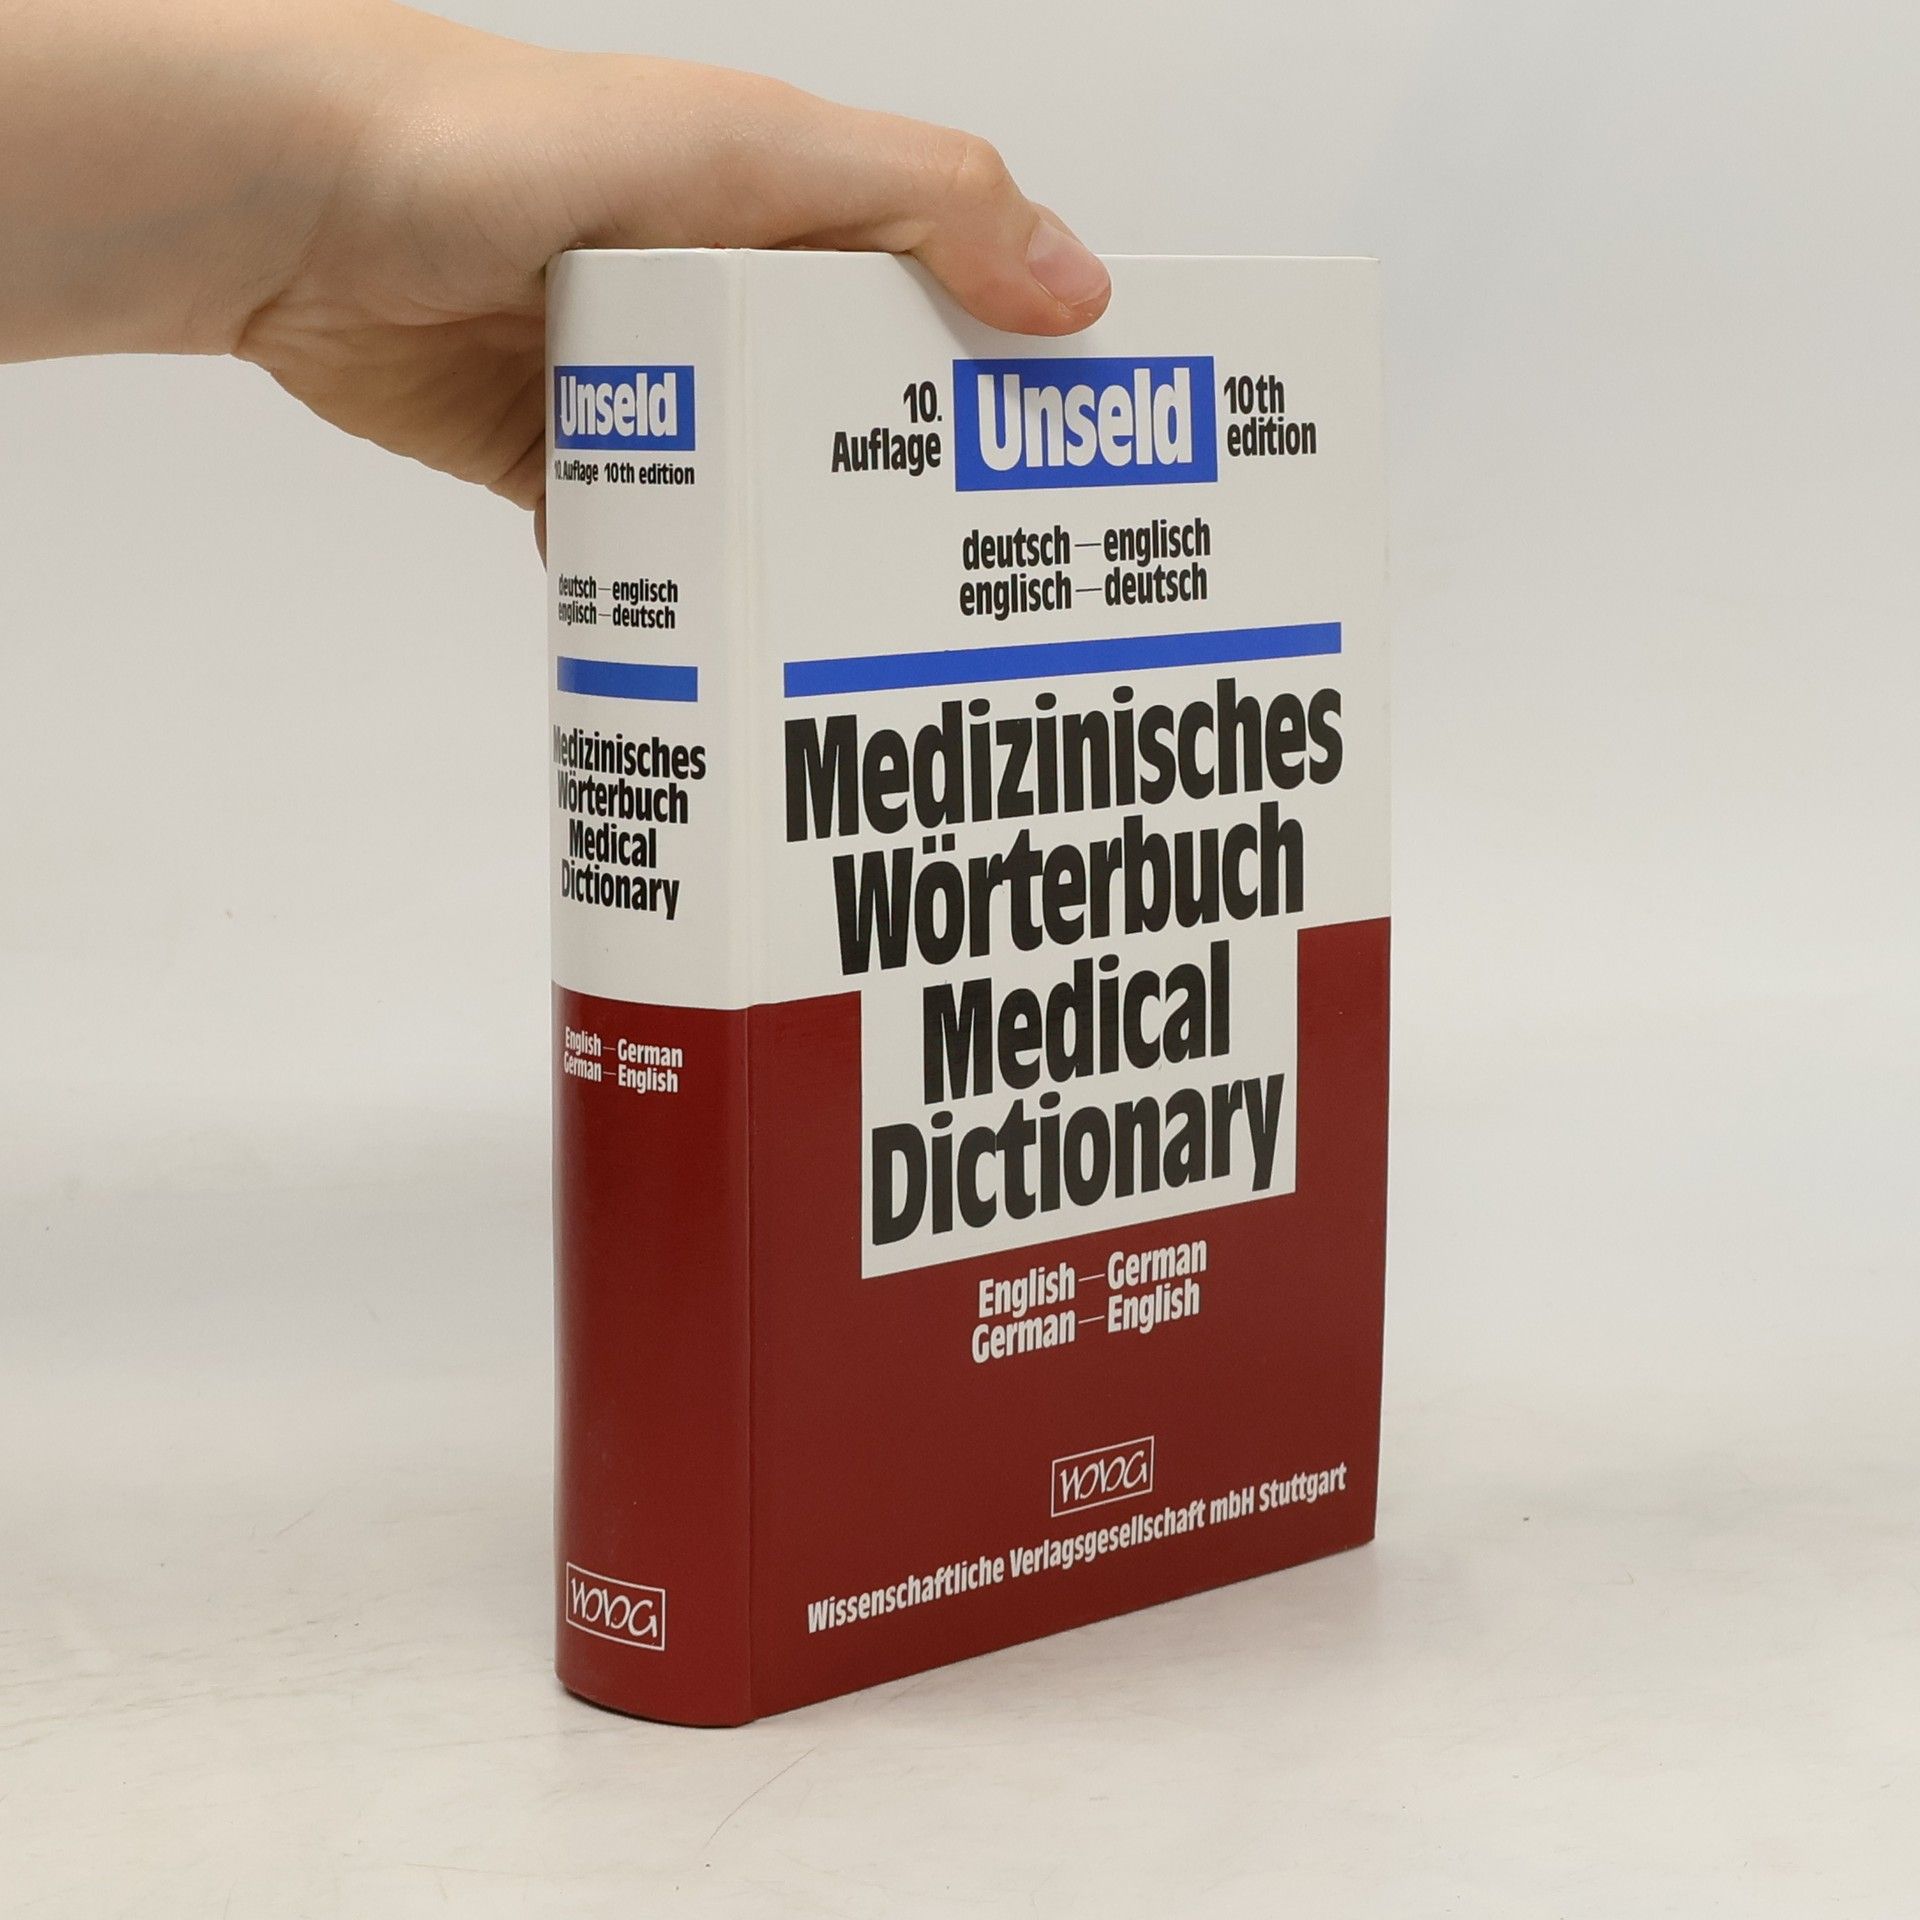 Unseld
10. Auflage 10th edition
deutsch—englisch
englisch—deutsch
Medizinisches
Wörterbuch
Medical
Dictionary
English—German
German—English
WVG
10.
Auflage
Unseld
10th
edition
deutsch—englisch
englisch—deutsch
Medizinisches
Wörterbuch
Medical
Dictionary
English—German
German—English
WVG
Wissenschaftliche Verlagsgesellschaft mbH Stuttgart